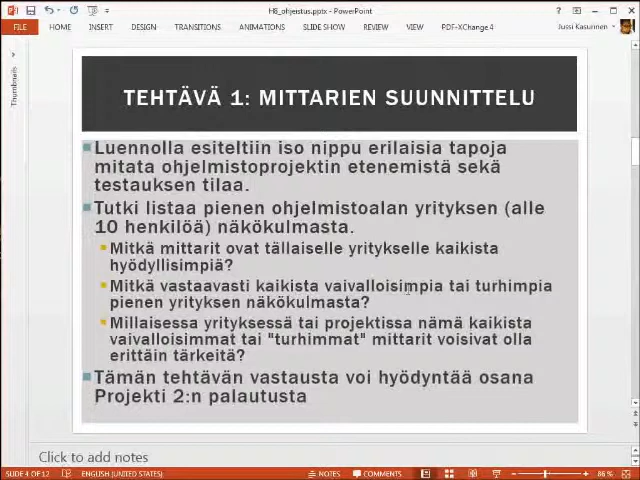 H6_ohjeistus.pptx - PowerPoint
FILE HOME INSERT DESIGN TRANSITIONS ANIMATIONS SLIDE SHOW REVIEW VIEW PDF-XChange 4 Jussi Kasurinen
Thumbnails
TEHTÄVÄ 1: MITTARIEN SUUNNITTELU
Luennolla esiteltiin iso nippu erilaisia tapoja
mitata ohjelmistoprojektin etenemistä sekä
testauksen tilaa.
Tutki listaa pienen ohjelmistoalan yrityksen (alle
10 henkilöä) näkökulmasta.
Mitkä mittarit ovat tällaiselle yritykselle kaikista
hyödyllisimpiä?
Mitkä vastaavasti kaikista vaivalloisimpia tai turhimpia
pienen yrityksen näkökulmasta?
Millaisessa yrityksessä tai projektissa nämä kaikista
vaivalloisimmat tai "turhimmat" mittarit voisivat olla
erittäin tärkeitä?
Tämän tehtävän vastausta voi hyödyntää osana
Projekti 2:n palautusta
Click to add notes
SLIDE 4 OF 12 ENGLISH (UNITED STATES) NOTES COMMENTS 86 %